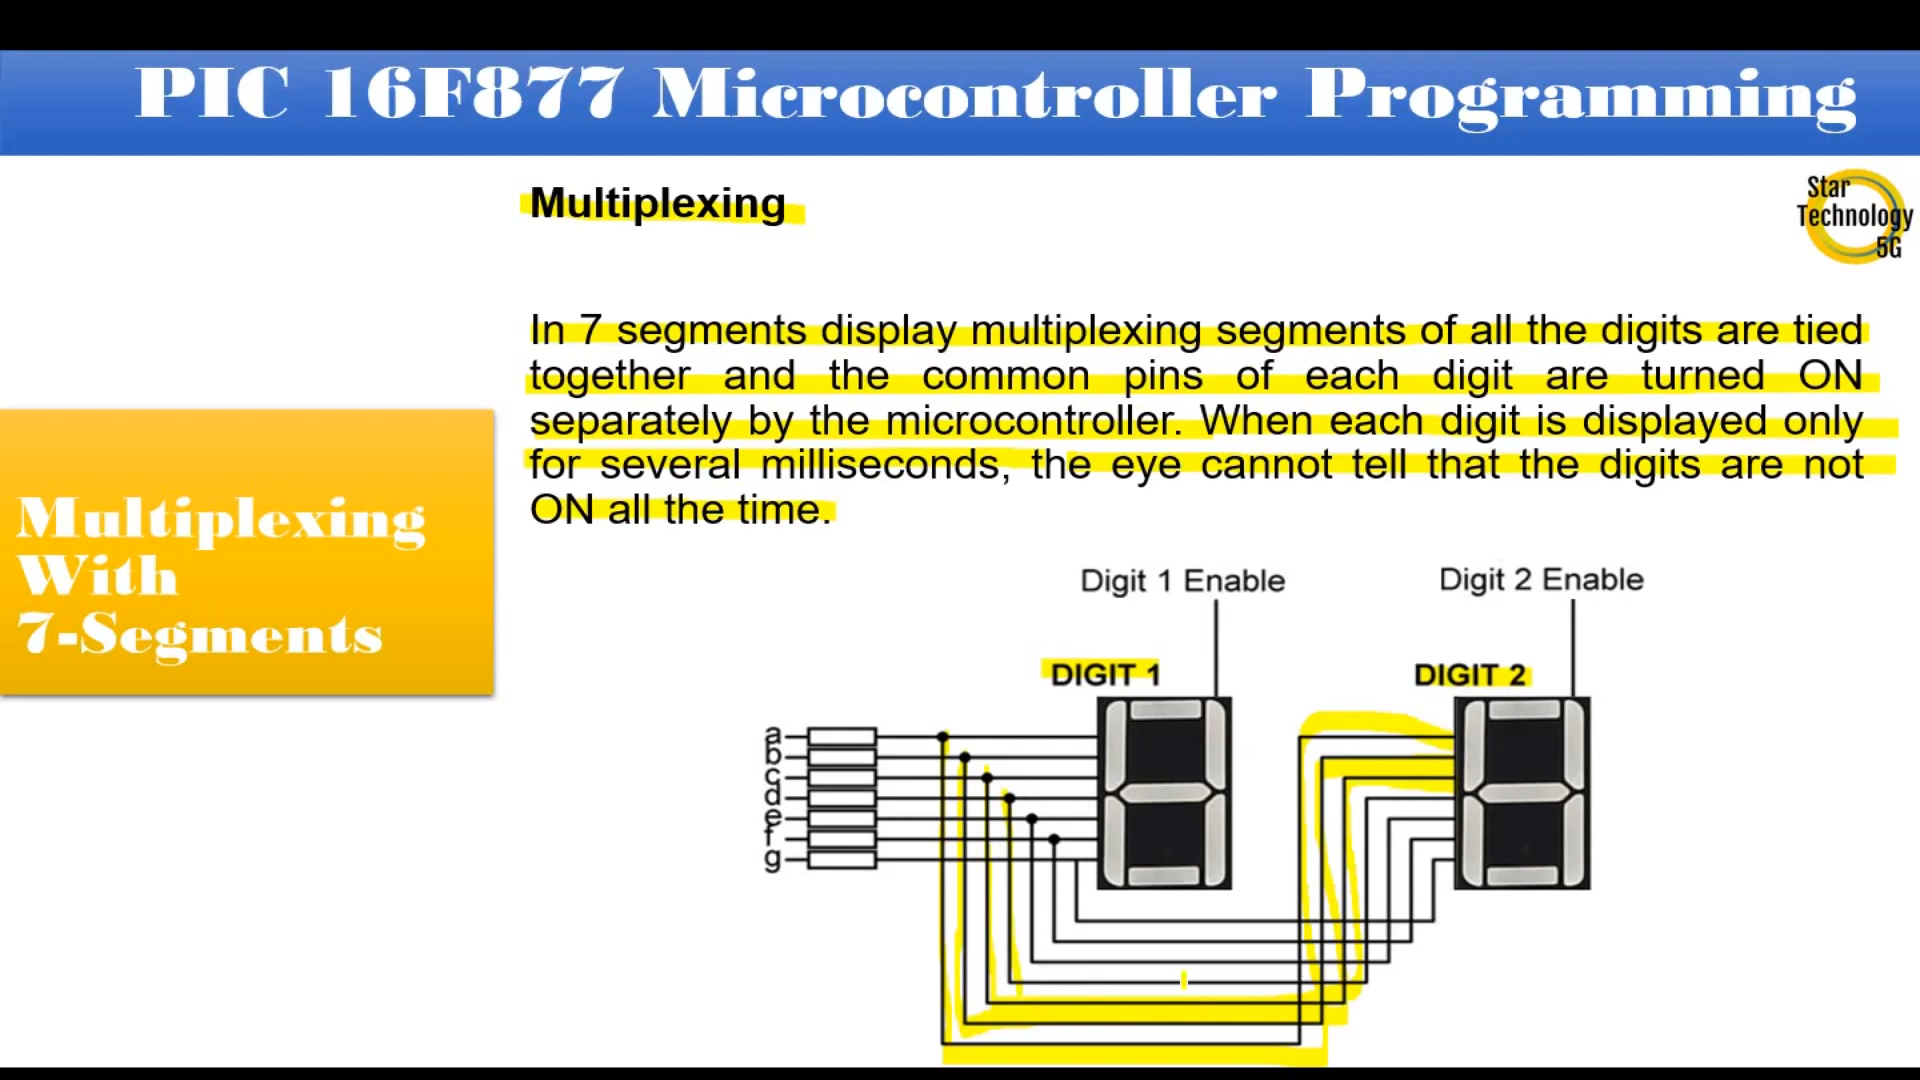 PIC 16F877 Microcontroller Programming
Star
Technology
5G
Multiplexing
In 7 segments display multiplexing segments of all the digits are tied
together and the common pins of each digit are turned ON
separately by the microcontroller. When each digit is displayed only
for several milliseconds, the eye cannot tell that the digits are not
ON all the time.
Multiplexing
With
7-Segments
Digit 1 Enable
Digit 2 Enable
DIGIT 1
DIGIT 2
a
b
c
d
e
f
g